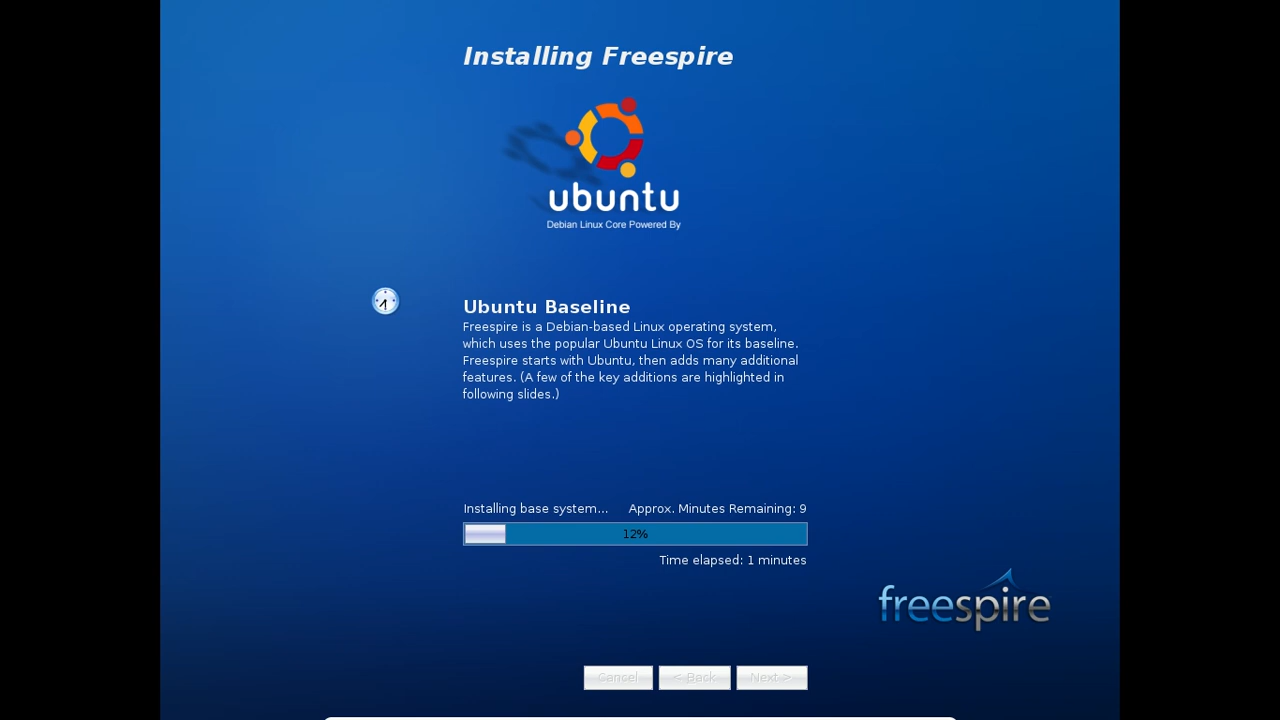 Installing Freespire
ubuntu
Debian Linux Core Powered By
Ubuntu Baseline
Freespire is a Debian-based Linux operating system,
which uses the popular Ubuntu Linux OS for its baseline.
Freespire starts with Ubuntu, then adds many additional
features. (A few of the key additions are highlighted in
following slides.)
Installing base system... Approx. Minutes Remaining: 9
12%
Time elapsed: 1 minutes
freespire
Cancel < Back Next >